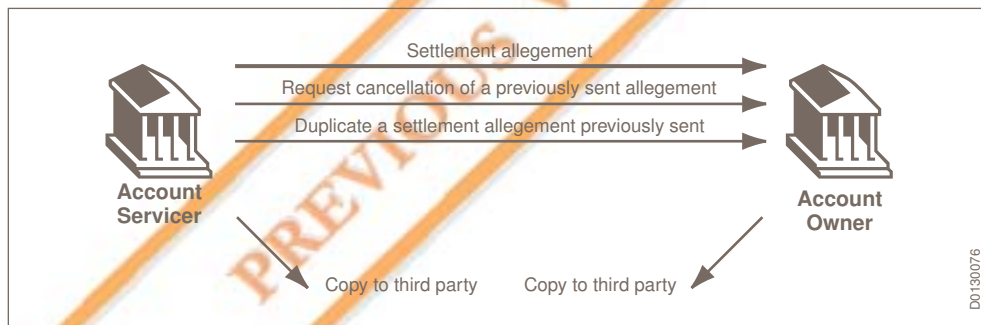 Settlement allegement
Request cancellation of a previously sent allegement
Duplicate a settlement allegement previously sent
Account
Servicer
Account
Owner
Copy to third party
Copy to third party
D0130076
PREVIOUS V